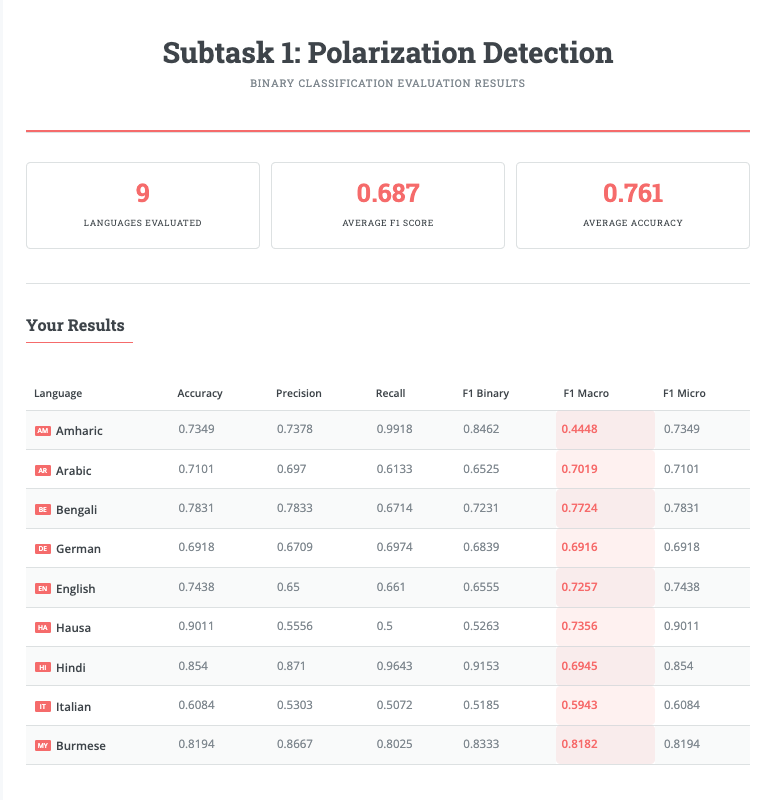 Subtask 1: Polarization Detection
BINARY CLASSIFICATION EVALUATION RESULTS
9
LANGUAGES EVALUATED
0.687
AVERAGE F1 SCORE
0.761
AVERAGE ACCURACY
Your Results
Language Accuracy Precision Recall F1 Binary F1 Macro F1 Micro
AM Amharic 0.7349 0.7378 0.9918 0.8462 0.4448 0.7349
AR Arabic 0.7101 0.697 0.6133 0.6525 0.7019 0.7101
BE Bengali 0.7831 0.7833 0.6714 0.7231 0.7724 0.7831
DE German 0.6918 0.6709 0.6974 0.6839 0.6916 0.6918
EN English 0.7438 0.65 0.661 0.6555 0.7257 0.7438
HA Hausa 0.9011 0.5556 0.5 0.5263 0.7356 0.9011
HI Hindi 0.854 0.871 0.9643 0.9153 0.6945 0.854
IT Italian 0.6084 0.5303 0.5072 0.5185 0.5943 0.6084
MY Burmese 0.8194 0.8667 0.8025 0.8333 0.8182 0.8194